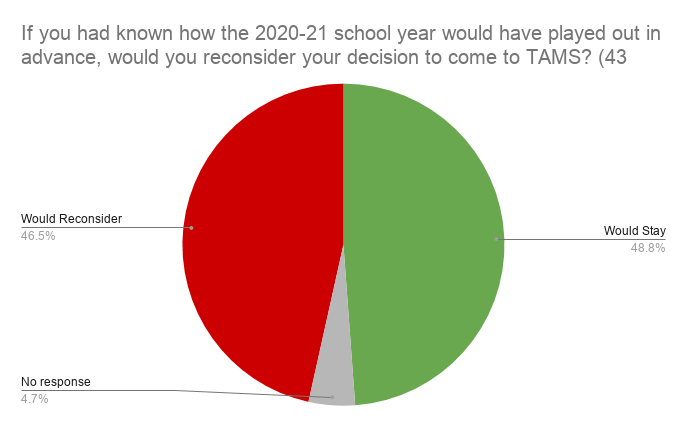 If you had known how the 2020-21 school year would have played out in
advance, would you reconsider your decision to come to TAMS? (43
Would Reconsider
46.5%
Would Stay
48.8%
No response
4.7%